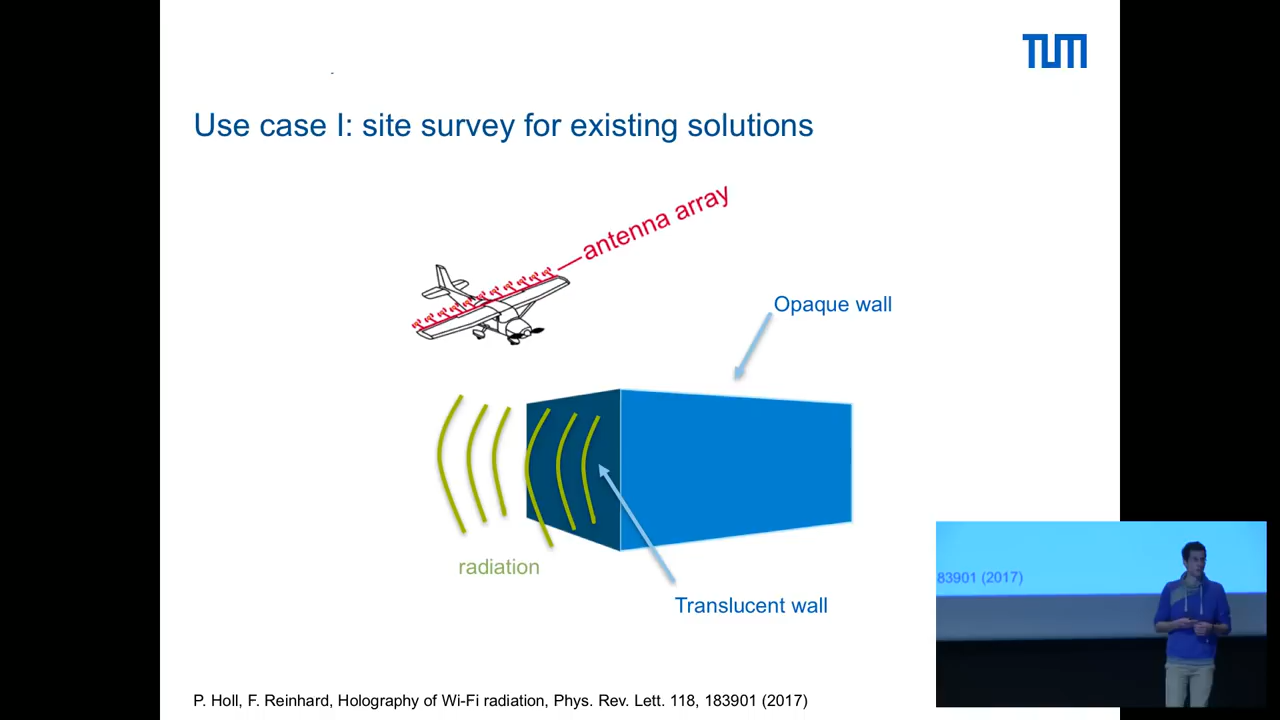 TUM
Use case I: site survey for existing solutions
antenna array
Opaque wall
radiation
Translucent wall
P. Holl, F. Reinhard, Holography of Wi-Fi radiation, Phys. Rev. Lett. 118, 183901 (2017)
83901 (2017)